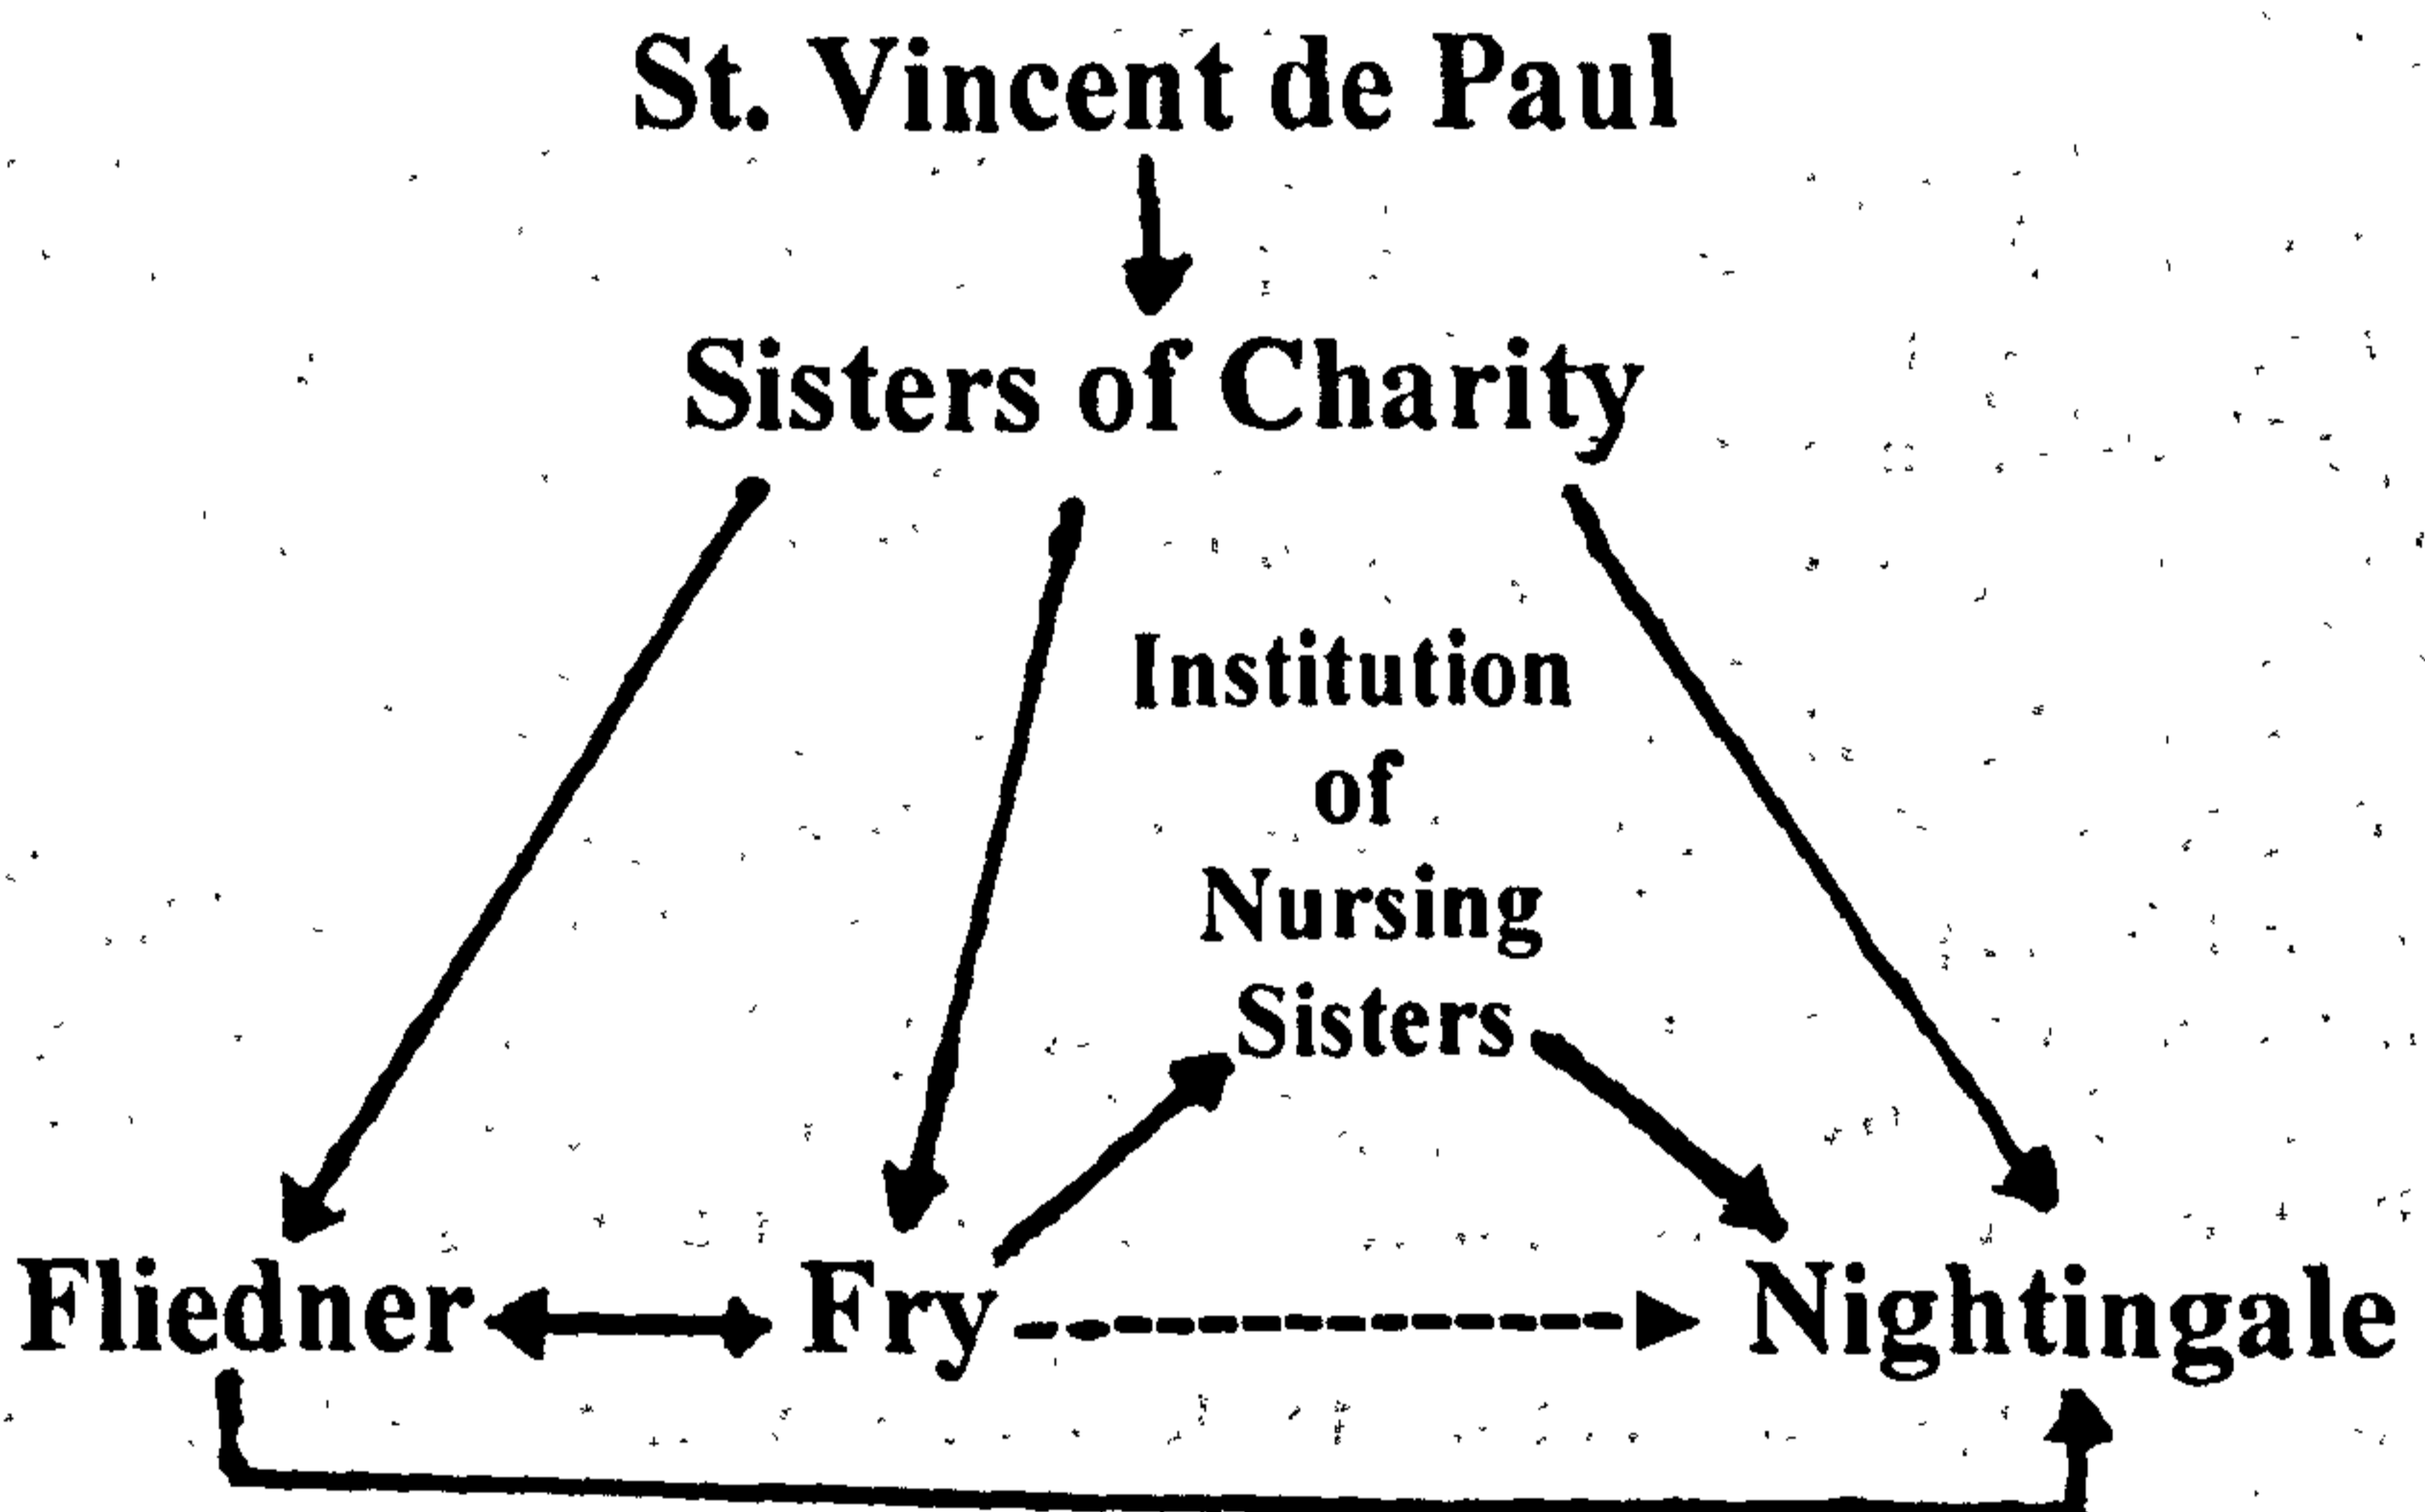 St. Vincent de Paul
Sisters of Charity
Institution
of
Nursing
Sisters
Fliedner
Fry
Nightingale